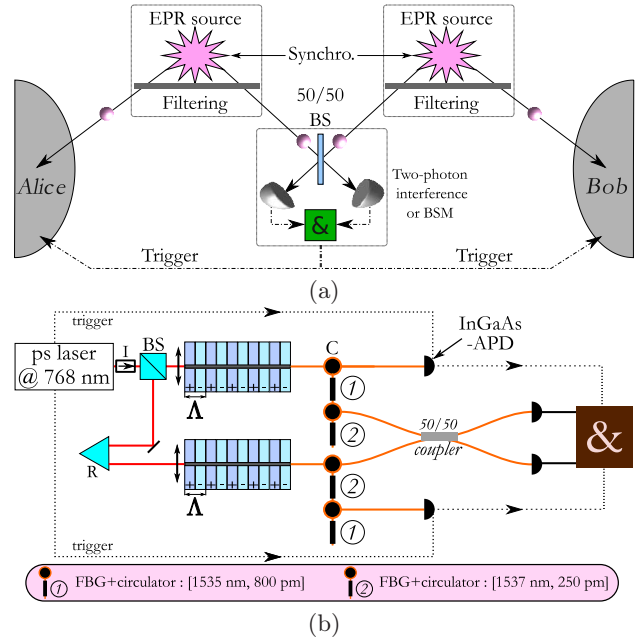 EPR source
EPR source
Synchro.
Filtering
Filtering
50/50
BS
Alice
Bob
Two-photon
interference
or BSM
&
Trigger
Trigger
(a)
trigger
InGaAs
-APD
ps laser
@ 768 nm
I
BS
C
1
+ - + - + - + - + -
Λ
2
50/50
coupler
&
R
2
+ - + - + - + - + -
Λ
1
trigger
1 FBG+circulator : [1535 nm, 800 pm]
2 FBG+circulator : [1537 nm, 250 pm]
(b)